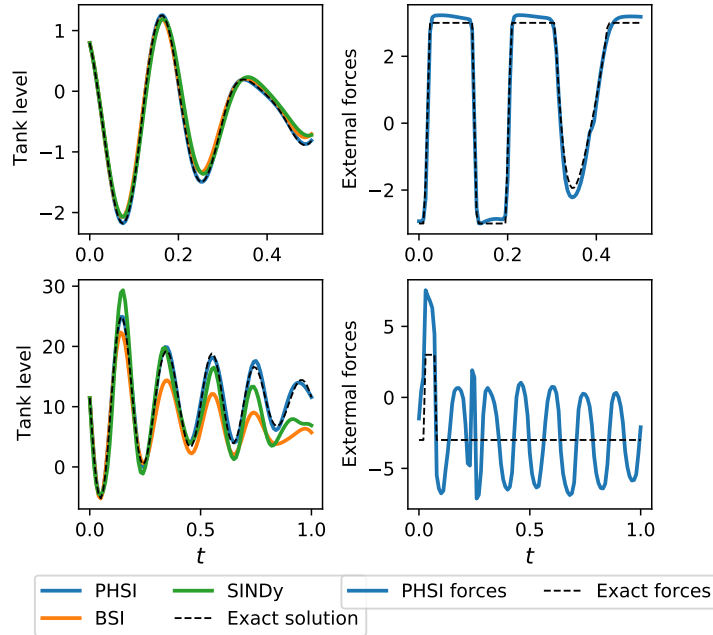 1
0
−1
−2
Tank level
0.0
0.2
0.4
2
0
−2
External forces
0.0
0.2
0.4
30
20
10
0
Tank level
0.0
0.5
1.0
t
5
0
−5
Extermal forces
0.0
0.5
1.0
t
PHSI
SINDy
BSI
Exact solution
PHSI forces
Exact forces